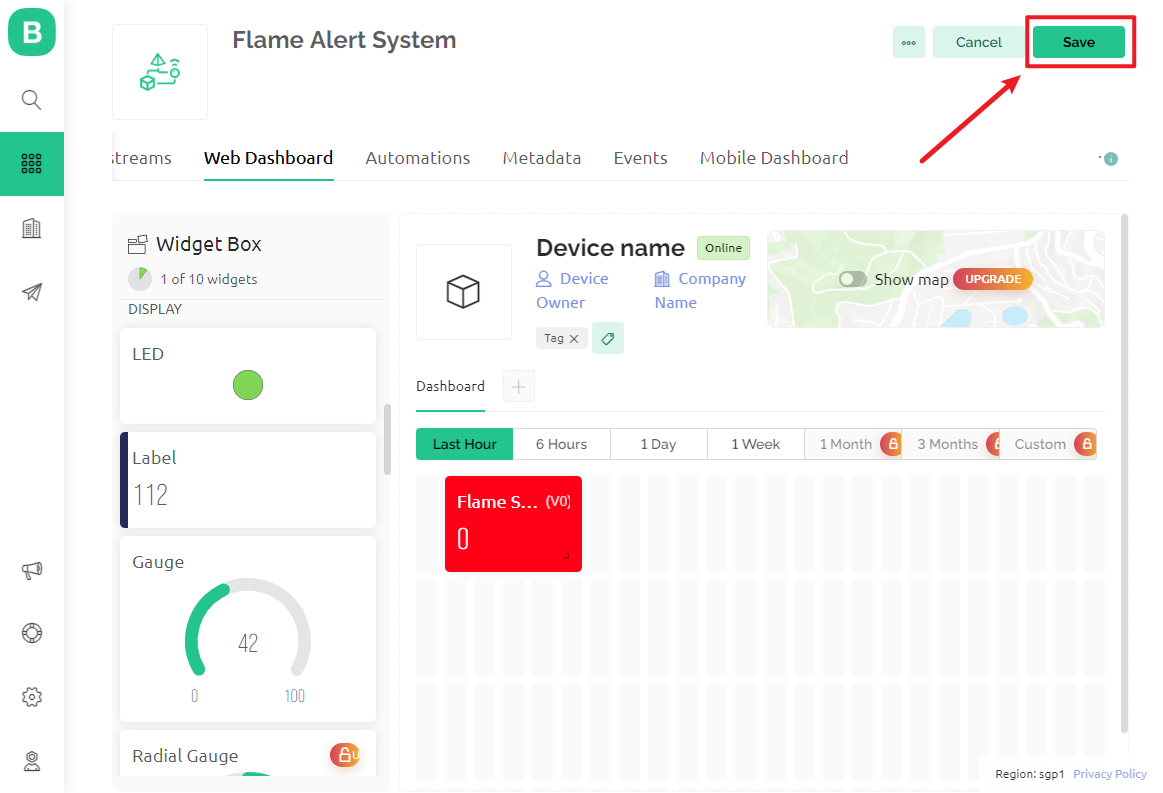 B
Flame Alert System
Cancel
Save
streams
Web Dashboard
Automations
Metadata
Events
Mobile Dashboard
i
Widget Box
1 of 10 widgets
DISPLAY
LED
Label
112
Gauge
42
0
100
Radial Gauge
U
Device name
Online
Device Owner
Company Name
Tag
Show map
UPGRADE
Dashboard
Last Hour
6 Hours
1 Day
1 Week
1 Month
3 Months
Custom
Flame S... (V0)
0
Region: sgp1
Privacy Policy